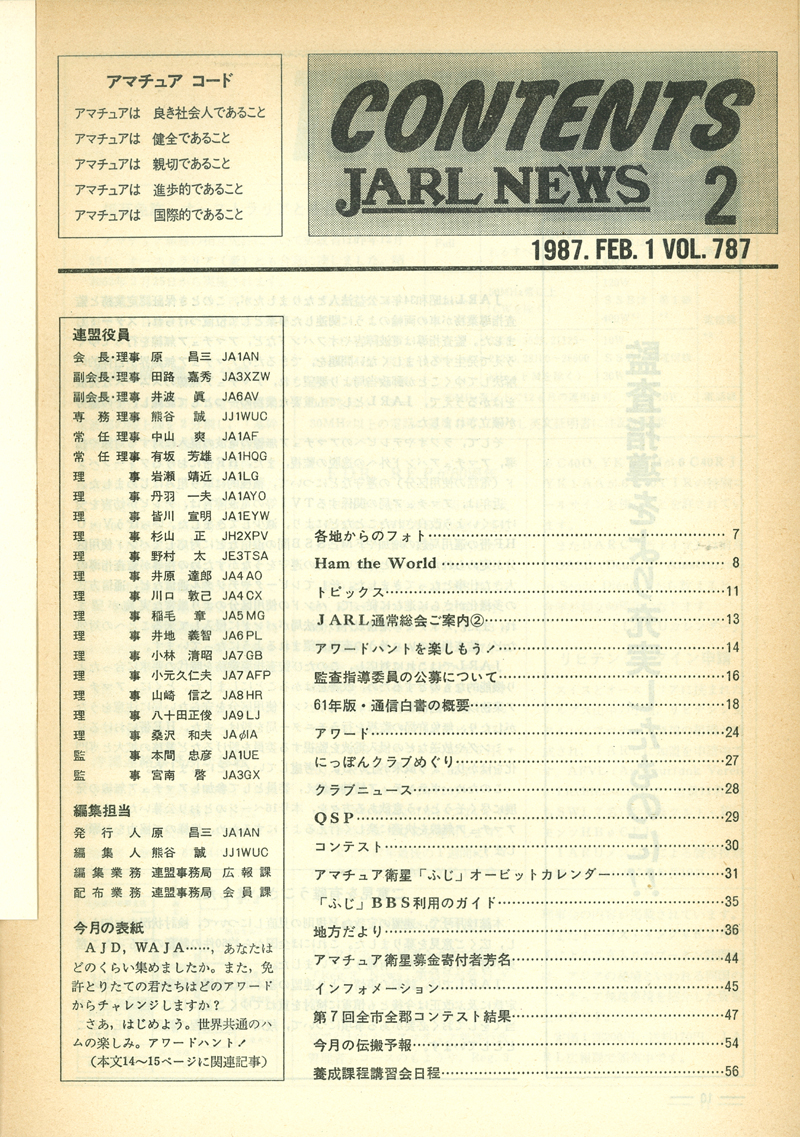 アマチュア コード
アマチュアは 良き社会人であること
アマチュアは 健全であること
アマチュアは 親切であること
アマチュアは 進歩的であること
アマチュアは 国際的であること
CONTENTS
JARL NEWS 2
1987. FEB. 1 VOL. 787
連盟役員
会長・理事 原 昌三 JA1AN
副会長・理事 田路 嘉秀 JA3XZW
副会長・理事 井波 眞 JA6AV
専務理事 熊谷 誠 JJ1WUC
常任理事 中山 爽 JA1AF
常任理事 有坂 芳雄 JA1HQG
理事 岩瀬 靖近 JA1LG
理事 丹羽 一夫 JA1AYO
理事 皆川 宣明 JA1EYW
理事 杉山 正 JH2XPV
理事 野村 太 JE3TSA
理事 井原 達郎 JA4AO
理事 川口 敦己 JA4CX
理事 稲毛 章 JA5MG
理事 井地 義智 JA6PL
理事 小林 清昭 JA7GB
理事 小元久仁夫 JA7AFP
理事 山崎 信之 JA8HR
理事 八十田正俊 JA9LJ
理事 桑沢 和夫 JAφIA
監事 本間 忠彦 JA1UE
監事 宮南 啓 JA3GX
編集担当
発行人 原 昌三 JA1AN
編集人 熊谷 誠 JJ1WUC
編集業務 連盟事務局 広報課
配布業務 連盟事務局 会員課
今月の表紙
AJD, WAJA……, あなたは
どのくらい集めましたか。また, 免
許とりたての君たちはどのアワード
からチャレンジしますか?
さあ, はじめよう。世界共通のハ
ムの楽しみ。アワードハント!
(本文14〜15ページに関連記事)
各地からのフォト 7
Ham the World 8
トピックス 11
JARL通常総会ご案内② 13
アワードハントを楽しもう! 14
監査指導委員の公募について 16
61年版・通信白書の概要 18
アワード 24
にっぽんクラブめぐり 27
クラブニュース 28
QSP 29
コンテスト 30
アマチュア衛星「ふじ」オービットカレンダー 31
「ふじ」BBS利用のガイド 35
地方だより 36
アマチュア衛星募金寄付者芳名 44
インフォメーション 45
第7回全市全郡コンテスト結果 47
今月の伝搬予報 54
養成課程講習会日程 56